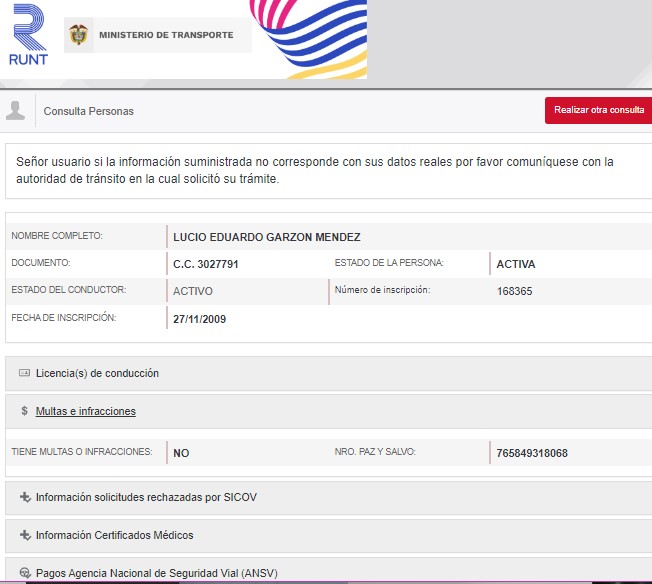 RUNT
MINISTERIO DE TRANSPORTE
Consulta Personas
Realizar otra consulta
Señor usuario si la información suministrada no corresponde con sus datos reales por favor comuníquese con la
autoridad de tránsito en la cual solicitó su trámite.
NOMBRE COMPLETO: LUCIO EDUARDO GARZON MENDEZ
DOCUMENTO: C.C. 3027791 ESTADO DE LA PERSONA: ACTIVA
ESTADO DEL CONDUCTOR: ACTIVO Número de inscripción: 168365
FECHA DE INSCRIPCIÓN: 27/11/2009
Licencia(s) de conducción
$ Multas e infracciones
TIENE MULTAS O INFRACCIONES: NO NRO. PAZ Y SALVO: 765849318068
Información solicitudes rechazadas por SICOV
Información Certificados Médicos
Pagos Agencia Nacional de Seguridad Vial (ANSV)